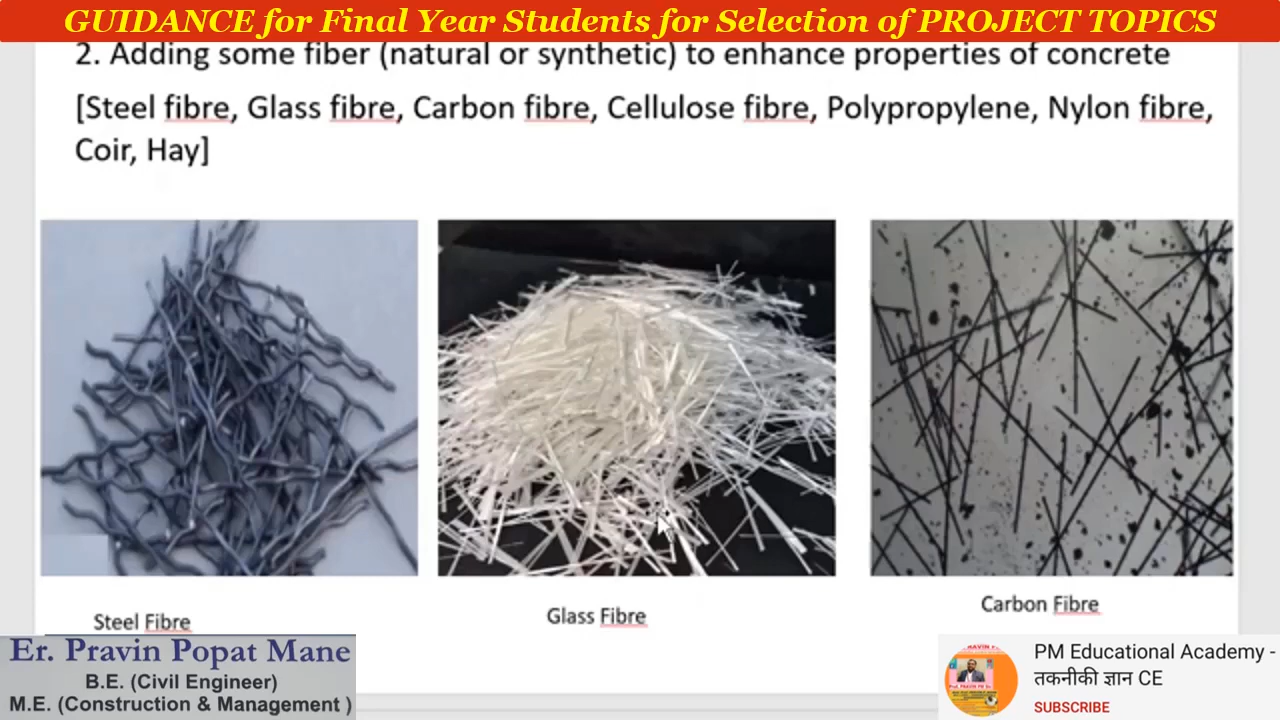 GUIDANCE for Final Year Students for Selection of PROJECT TOPICS
2. Adding some fiber (natural or synthetic) to enhance properties of concrete
[Steel fibre, Glass fibre, Carbon fibre, Cellulose fibre, Polypropylene, Nylon fibre,
Coir, Hay]
Steel Fibre
Glass Fibre
Carbon Fibre
Er. Pravin Popat Mane
B.E. (Civil Engineer)
M.E. (Construction & Management )
PM Educational Academy -
तकनीकी ज्ञान CE
SUBSCRIBE